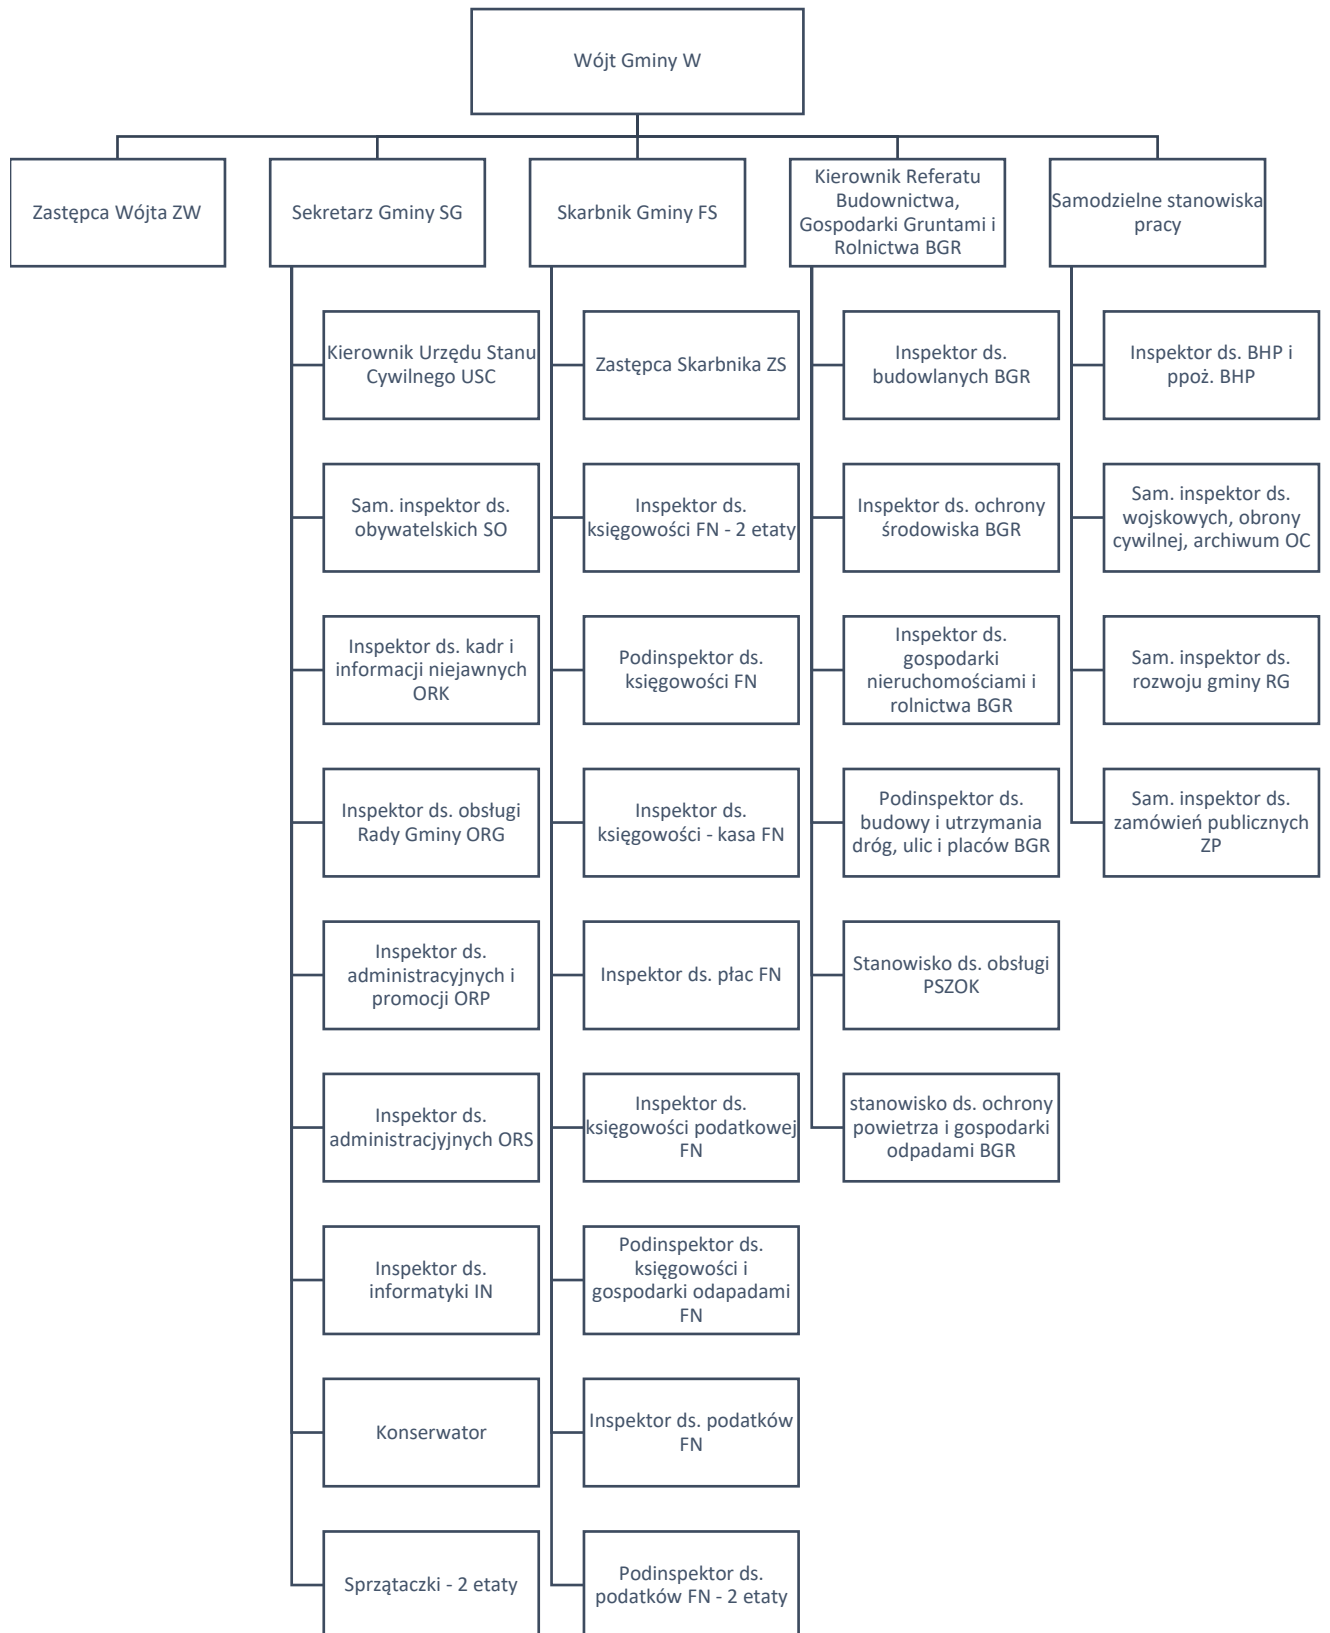 Wójt Gminy W
Zastępca Wójta ZW
Sekretarz Gminy SG
Skarbnik Gminy FS
Kierownik Referatu
Budownictwa,
Gospodarki Gruntami i
Rolnictwa BGR
Samodzielne stanowiska
pracy
Kierownik Urzędu Stanu
Cywilnego USC
Sam. inspektor ds.
obywatelskich SO
Inspektor ds. kadr i
informacji niejawnych
ORK
Inspektor ds. obsługi
Rady Gminy ORG
Inspektor ds.
administracyjnych i
promocji ORP
Inspektor ds.
administracjyjnych ORS
Inspektor ds.
informatyki IN
Konserwator
Sprzątaczki - 2 etaty
Zastępca Skarbnika ZS
Inspektor ds.
księgowości FN - 2 etaty
Podinspektor ds.
księgowości FN
Inspektor ds.
księgowości - kasa FN
Inspektor ds. płac FN
Inspektor ds.
księgowości podatkowej
FN
Podinspektor ds.
księgowości i
gospodarki odapadami
FN
Inspektor ds. podatków
FN
Podinspektor ds.
podatków FN - 2 etaty
Inspektor ds.
budowlanych BGR
Inspektor ds. ochrony
środowiska BGR
Inspektor ds.
gospodarki
nieruchomościami i
rolnictwa BGR
Podinspektor ds.
budowy i utrzymania
dróg, ulic i placów BGR
Stanowisko ds. obsługi
PSZOK
stanowisko ds. ochrony
powietrza i gospodarki
odpadami BGR
Inspektor ds. BHP i
ppoż. BHP
Sam. inspektor ds.
wojskowych, obrony
cywilnej, archiwum OC
Sam. inspektor ds.
rozwoju gminy RG
Sam. inspektor ds.
zamówień publicznych
ZP